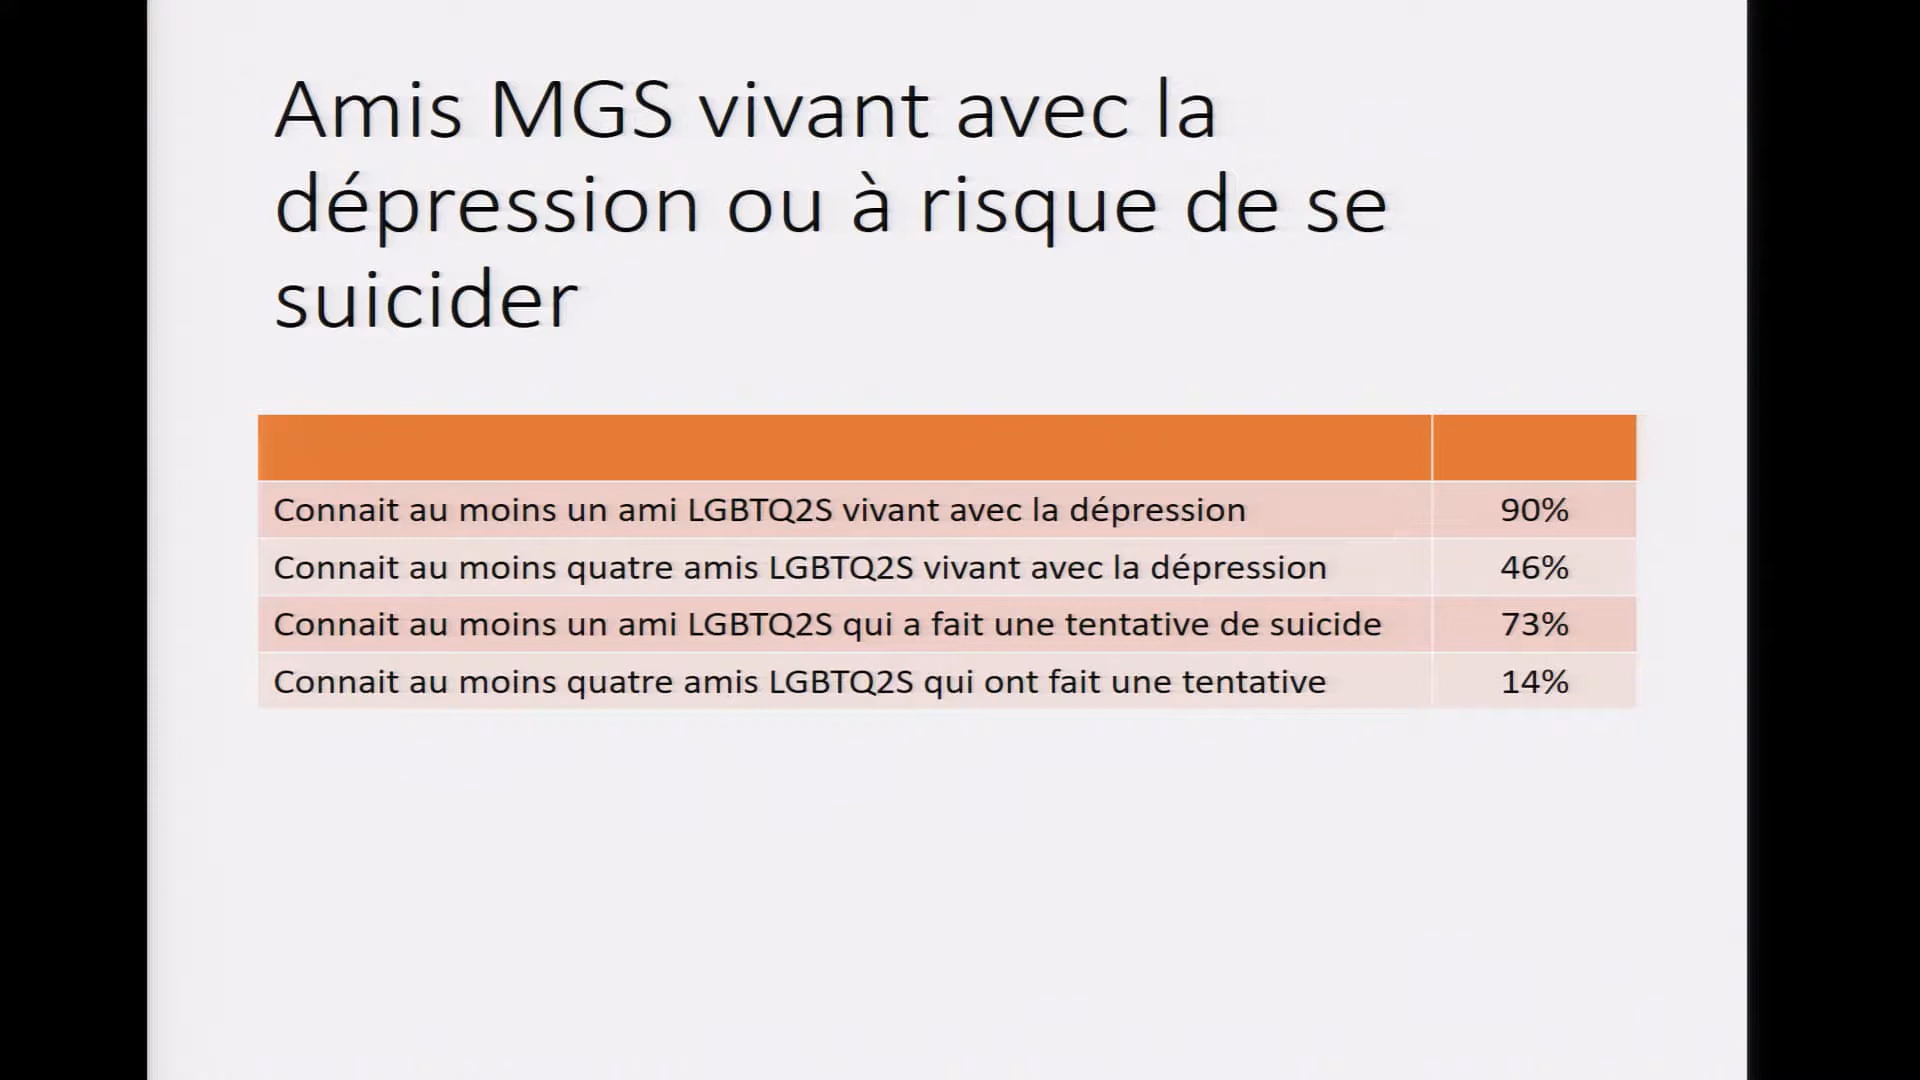 Amis MGS vivant avec la
dépression ou à risque de se
suicider
Connait au moins un ami LGBTQ2S vivant avec la dépression 90%
Connait au moins quatre amis LGBTQ2S vivant avec la dépression 46%
Connait au moins un ami LGBTQ2S qui a fait une tentative de suicide 73%
Connait au moins quatre amis LGBTQ2S qui ont fait une tentative 14%